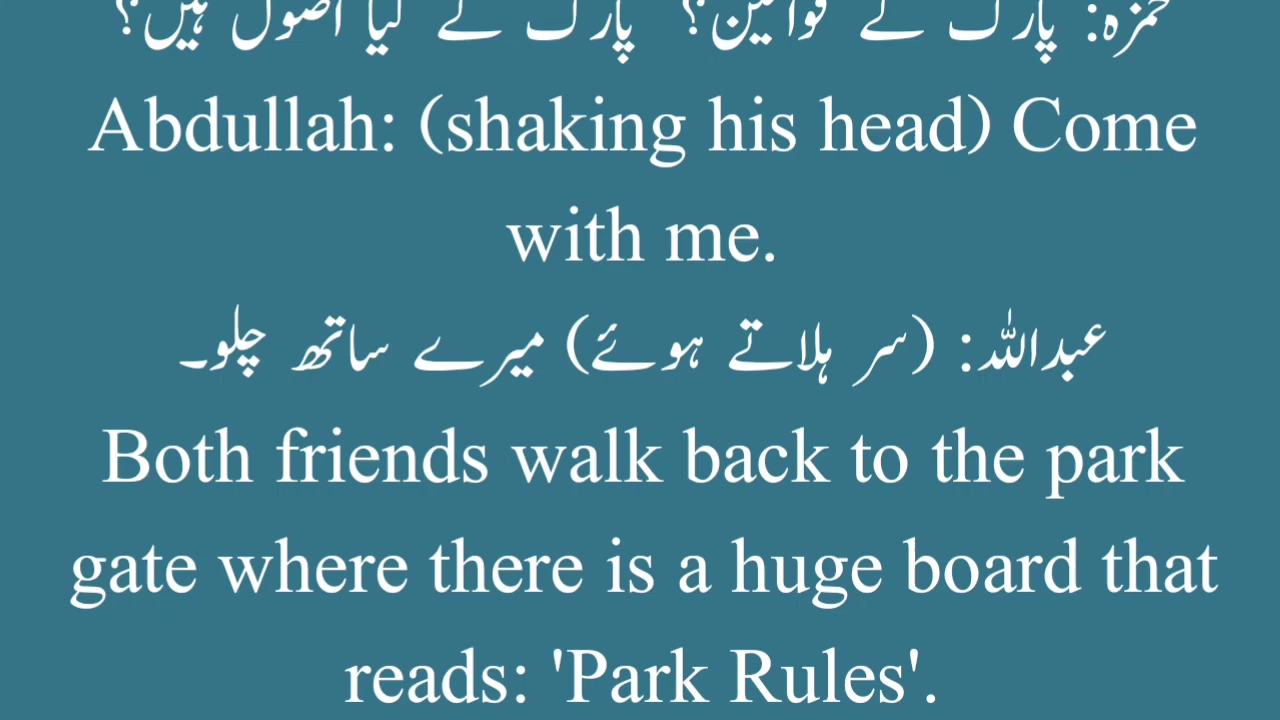 حمزہ: پارک کے قوانین؟ پارک کے کیا اصول ہیں؟
Abdullah: (shaking his head) Come
with me.
عبداللہ: (سر ہلاتے ہوئے) میرے ساتھ چلو۔
Both friends walk back to the park
gate where there is a huge board that
reads: 'Park Rules'.